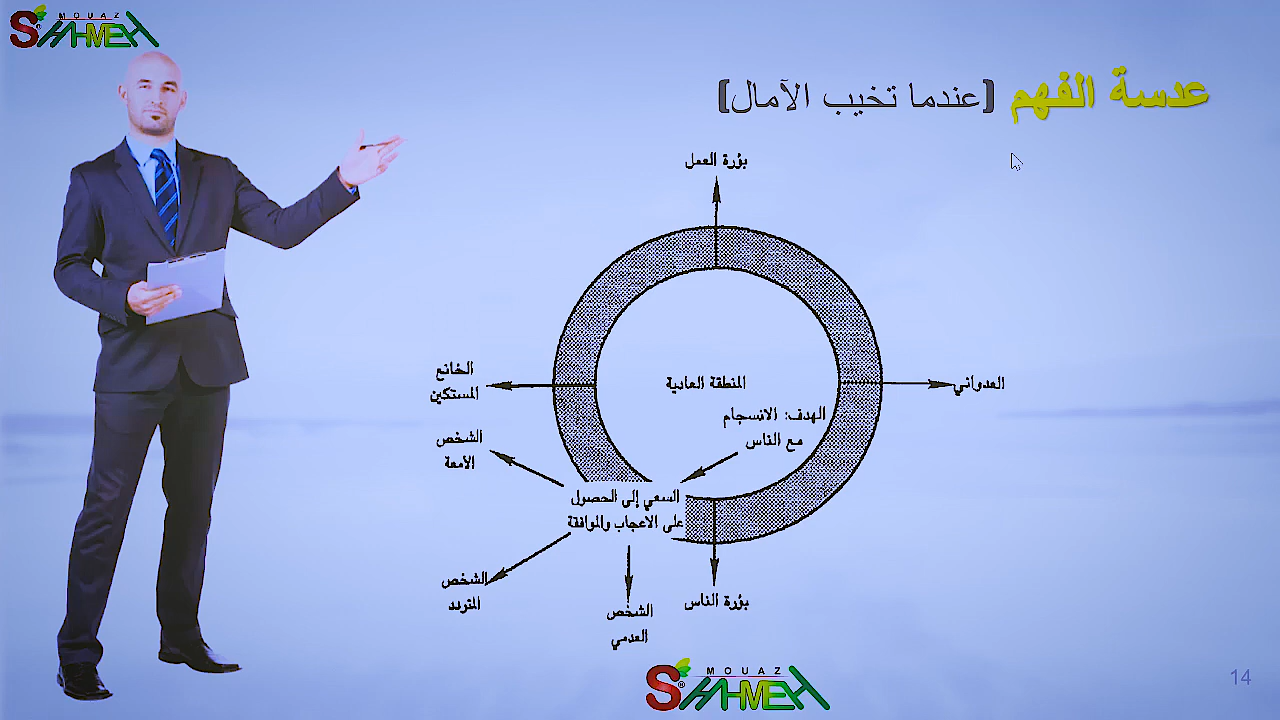 MOUAZ
SHAHMEH
عدسة الفهم (عندما تخيب الآمال)
بؤرة العمل
الخانع
المستكين
المنطقة العادية
العدواني
الهدف: الانسجام
مع الناس
الشخص
الأمعة
السعي إلى الحصول
على الاعجاب والموافقة
الشخص
المتردد
الشخص
العدمي
بؤرة الناس
MOUAZ
SHAHMEH
14